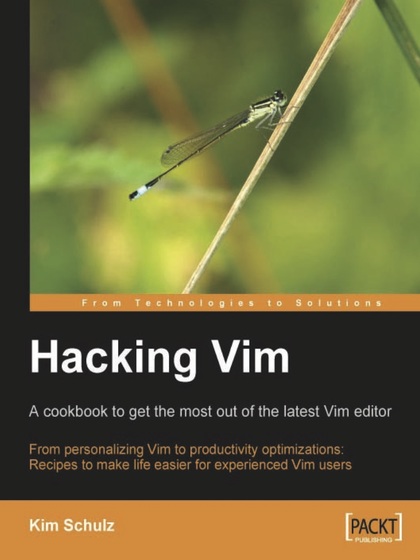 From Technologies to Solutions
Hacking Vim
A cookbook to get the most out of the latest Vim editor
From personalizing Vim to productivity optimizations:
Recipes to make life easier for experienced Vim users
Kim Schulz
[PACKT]
PUBLISHING